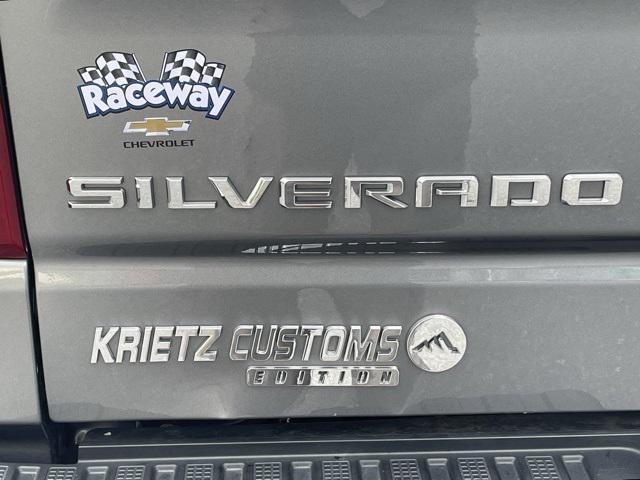 Raceway
CHEVROLET
SILVERADO
KRIETZ CUSTOMS
EDITION